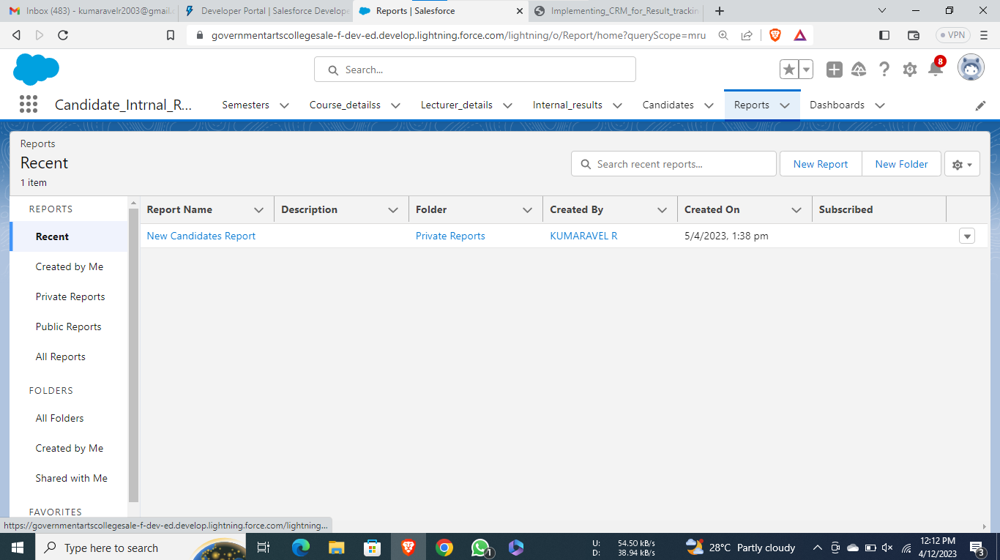 Inbox (483) - kumaravelr2003@gmail.c
Developer Portal | Salesforce Develope
Reports | Salesforce
Implementing_CRM_for_Result_trackin
governmentartscollegesale-f-dev-ed.develop.lightning.force.com/lightning/o/Report/home?queryScope=mru
VPN
Search...
8
Candidate_Intrnal_R...
Semesters
Course_detailss
Lecturer_details
Internal_results
Candidates
Reports
Dashboards
Reports
Recent
1 item
Search recent reports...
New Report
New Folder
REPORTS
Recent
Created by Me
Private Reports
Public Reports
All Reports
FOLDERS
All Folders
Created by Me
Shared with Me
FAVORITES
Report Name Description Folder Created By Created On Subscribed
New Candidates Report Private Reports KUMARAVEL R 5/4/2023, 1:38 pm
https://governmentartscollegesale-f-dev-ed.develop.lightning.force.com/lightning...
Type here to search
1
U: 54.50 kB/s
D: 38.94 kB/s
28°C Partly cloudy
12:12 PM
4/12/2023
3